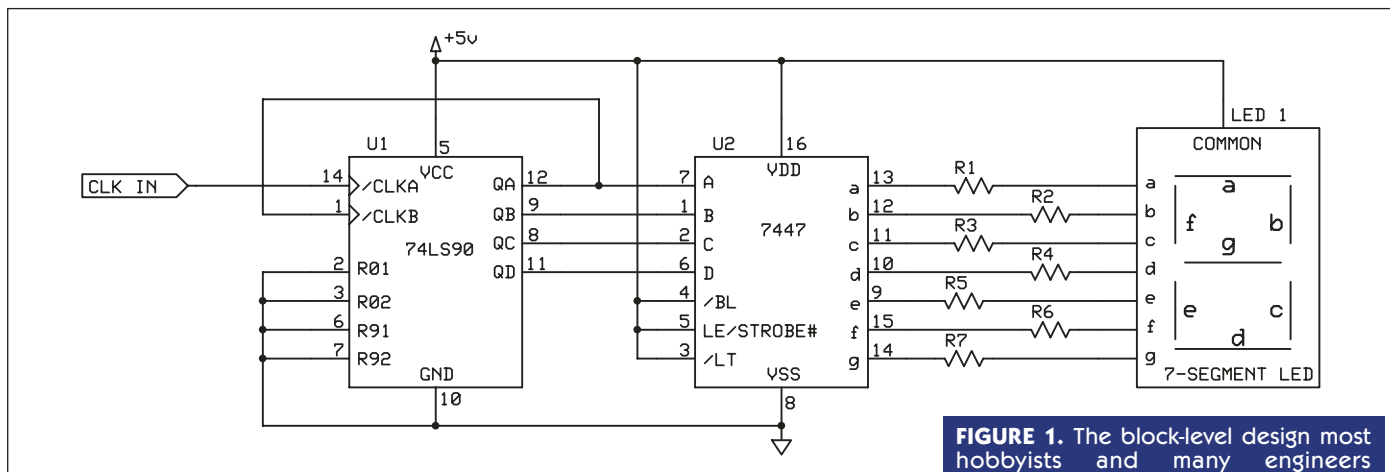 +5v
LED 1
U1
5
VCC
U2
16
VDD
COMMON
CLK IN
14
/CLKA
QA
12
7
A
a
13
R1
a
1
/CLKB
QB
9
1
B
b
12
R2
b
QC
8
2
C
c
11
R3
c
74LS90
7447
2
R01
QD
11
6
D
d
10
R4
d
3
R02
4
/BL
e
9
R5
e
6
R91
5
LE/STROBE#
f
15
R6
f
7
R92
3
/LT
g
14
R7
g
GND
10
VSS
8
a
f
b
g
e
c
d
7-SEGMENT LED
FIGURE 1. The block-level design most
hobbyists and many engineers